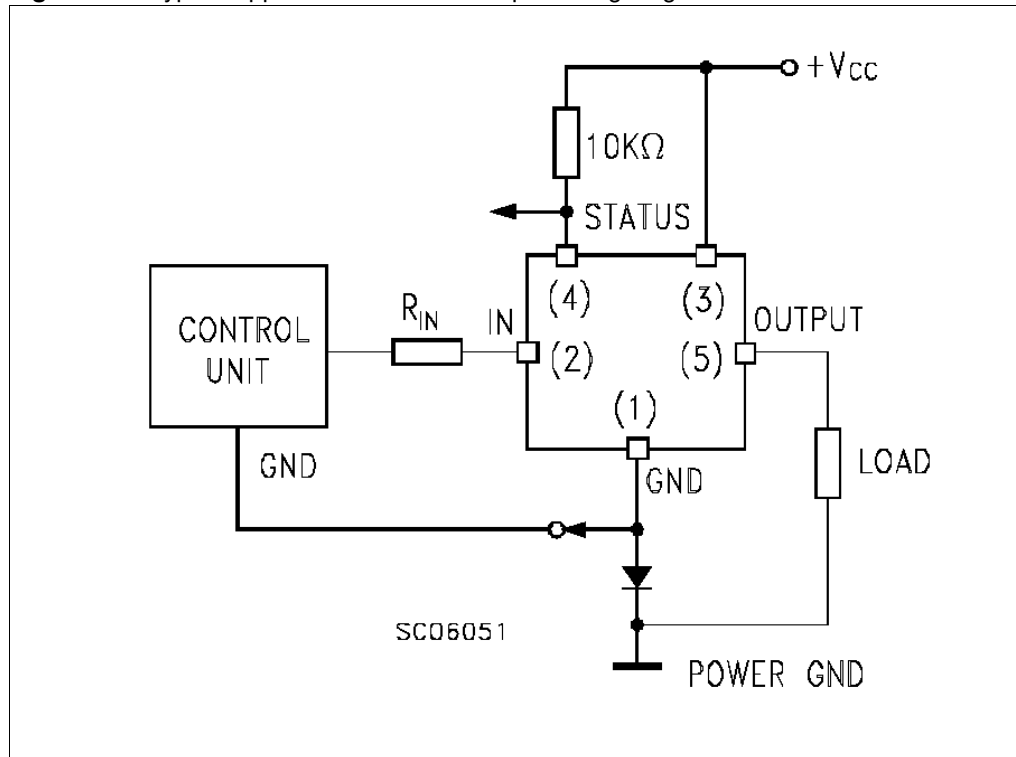 +VCC
10KΩ
STATUS
(4)
(3)
RIN
IN
OUTPUT
CONTROL
UNIT
(2)
(5)
(1)
GND
GND
LOAD
SC06051
POWER GND